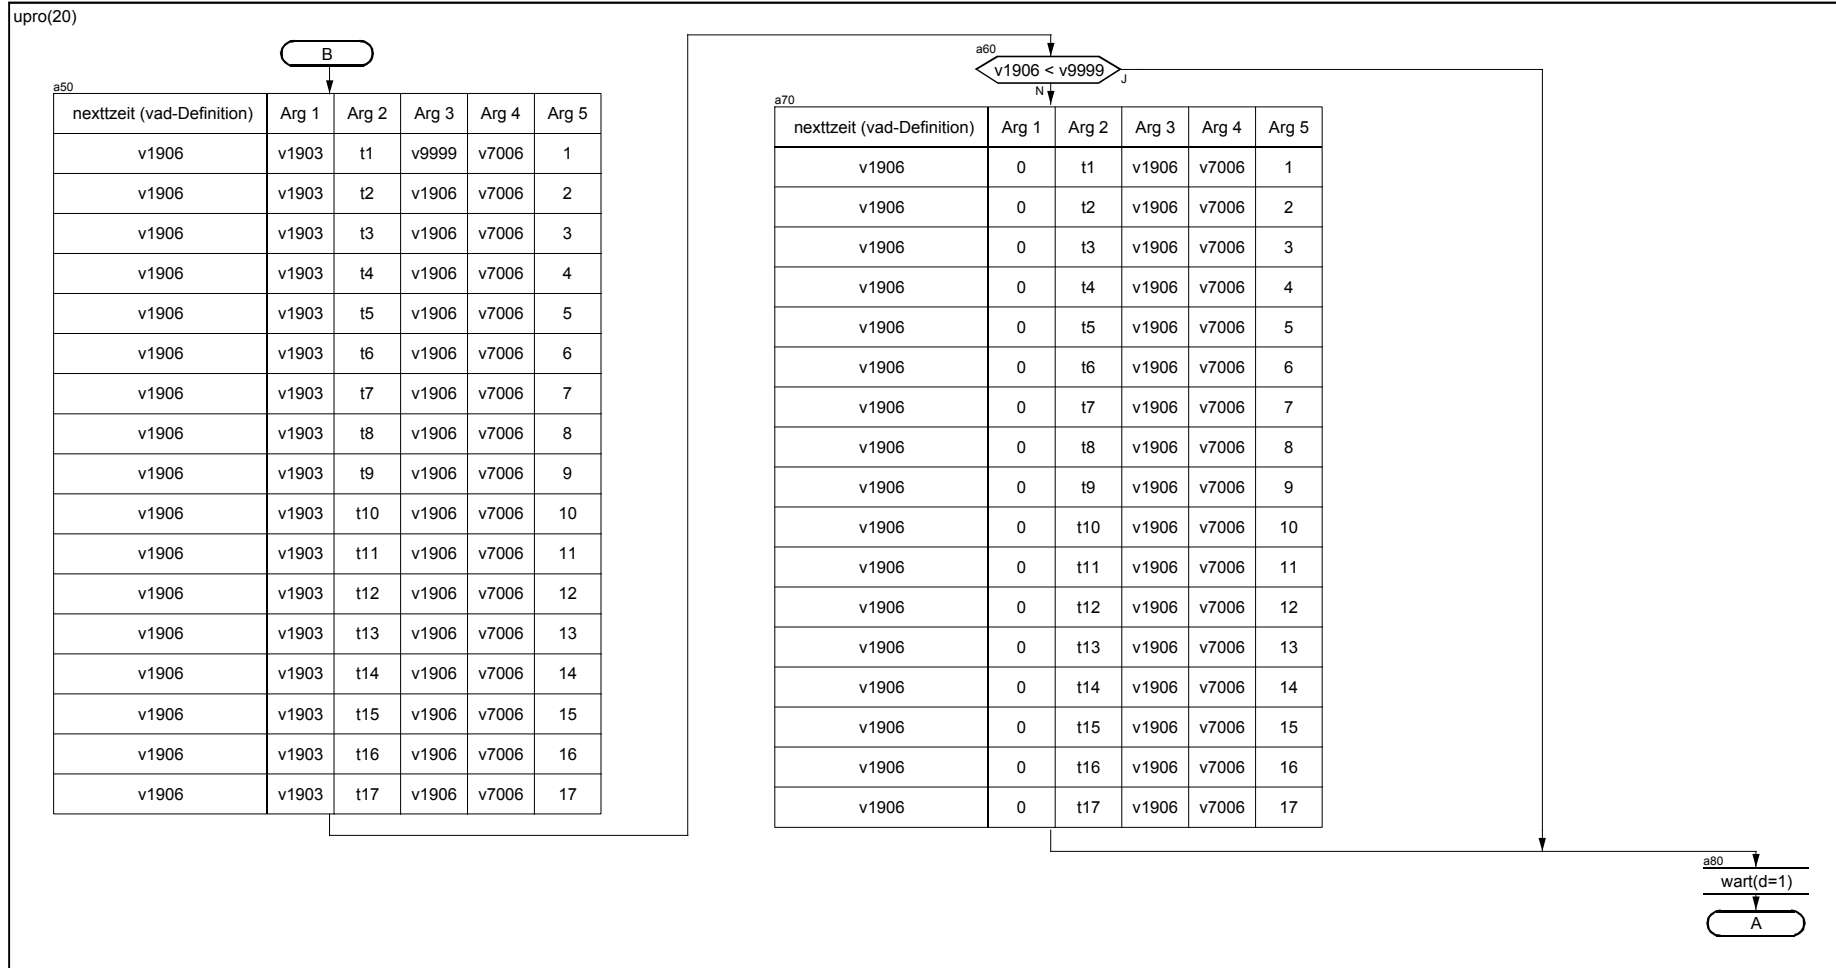 upro(20)
B
a50
nexttzeit (vad-Definition) Arg 1 Arg 2 Arg 3 Arg 4 Arg 5
v1906 v1903 t1 v9999 v7006 1
v1906 v1903 t2 v1906 v7006 2
v1906 v1903 t3 v1906 v7006 3
v1906 v1903 t4 v1906 v7006 4
v1906 v1903 t5 v1906 v7006 5
v1906 v1903 t6 v1906 v7006 6
v1906 v1903 t7 v1906 v7006 7
v1906 v1903 t8 v1906 v7006 8
v1906 v1903 t9 v1906 v7006 9
v1906 v1903 t10 v1906 v7006 10
v1906 v1903 t11 v1906 v7006 11
v1906 v1903 t12 v1906 v7006 12
v1906 v1903 t13 v1906 v7006 13
v1906 v1903 t14 v1906 v7006 14
v1906 v1903 t15 v1906 v7006 15
v1906 v1903 t16 v1906 v7006 16
v1906 v1903 t17 v1906 v7006 17
a60
v1906 < v9999
J
N
a70
nexttzeit (vad-Definition) Arg 1 Arg 2 Arg 3 Arg 4 Arg 5
v1906 0 t1 v1906 v7006 1
v1906 0 t2 v1906 v7006 2
v1906 0 t3 v1906 v7006 3
v1906 0 t4 v1906 v7006 4
v1906 0 t5 v1906 v7006 5
v1906 0 t6 v1906 v7006 6
v1906 0 t7 v1906 v7006 7
v1906 0 t8 v1906 v7006 8
v1906 0 t9 v1906 v7006 9
v1906 0 t10 v1906 v7006 10
v1906 0 t11 v1906 v7006 11
v1906 0 t12 v1906 v7006 12
v1906 0 t13 v1906 v7006 13
v1906 0 t14 v1906 v7006 14
v1906 0 t15 v1906 v7006 15
v1906 0 t16 v1906 v7006 16
v1906 0 t17 v1906 v7006 17
a80
wart(d=1)
A